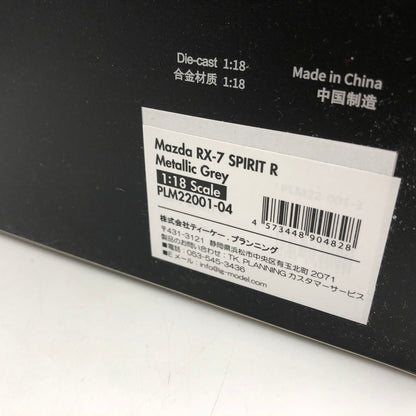 Die-cast 1:18
合金材质 1:18
Made in China
中国制造
Mazda RX-7 SPIRIT R
Metallic Grey
1:18 Scale
PLM22001-04
4 573448 904828
株式会社ティーケー.プランニング
〒431-3121 静岡県浜松市中央区有玉北町 2071
製品のお問い合わせ:TK. PLANNING カスタマーサービス
■電話:053-545-3436
■Eメール:info@ig-model.com